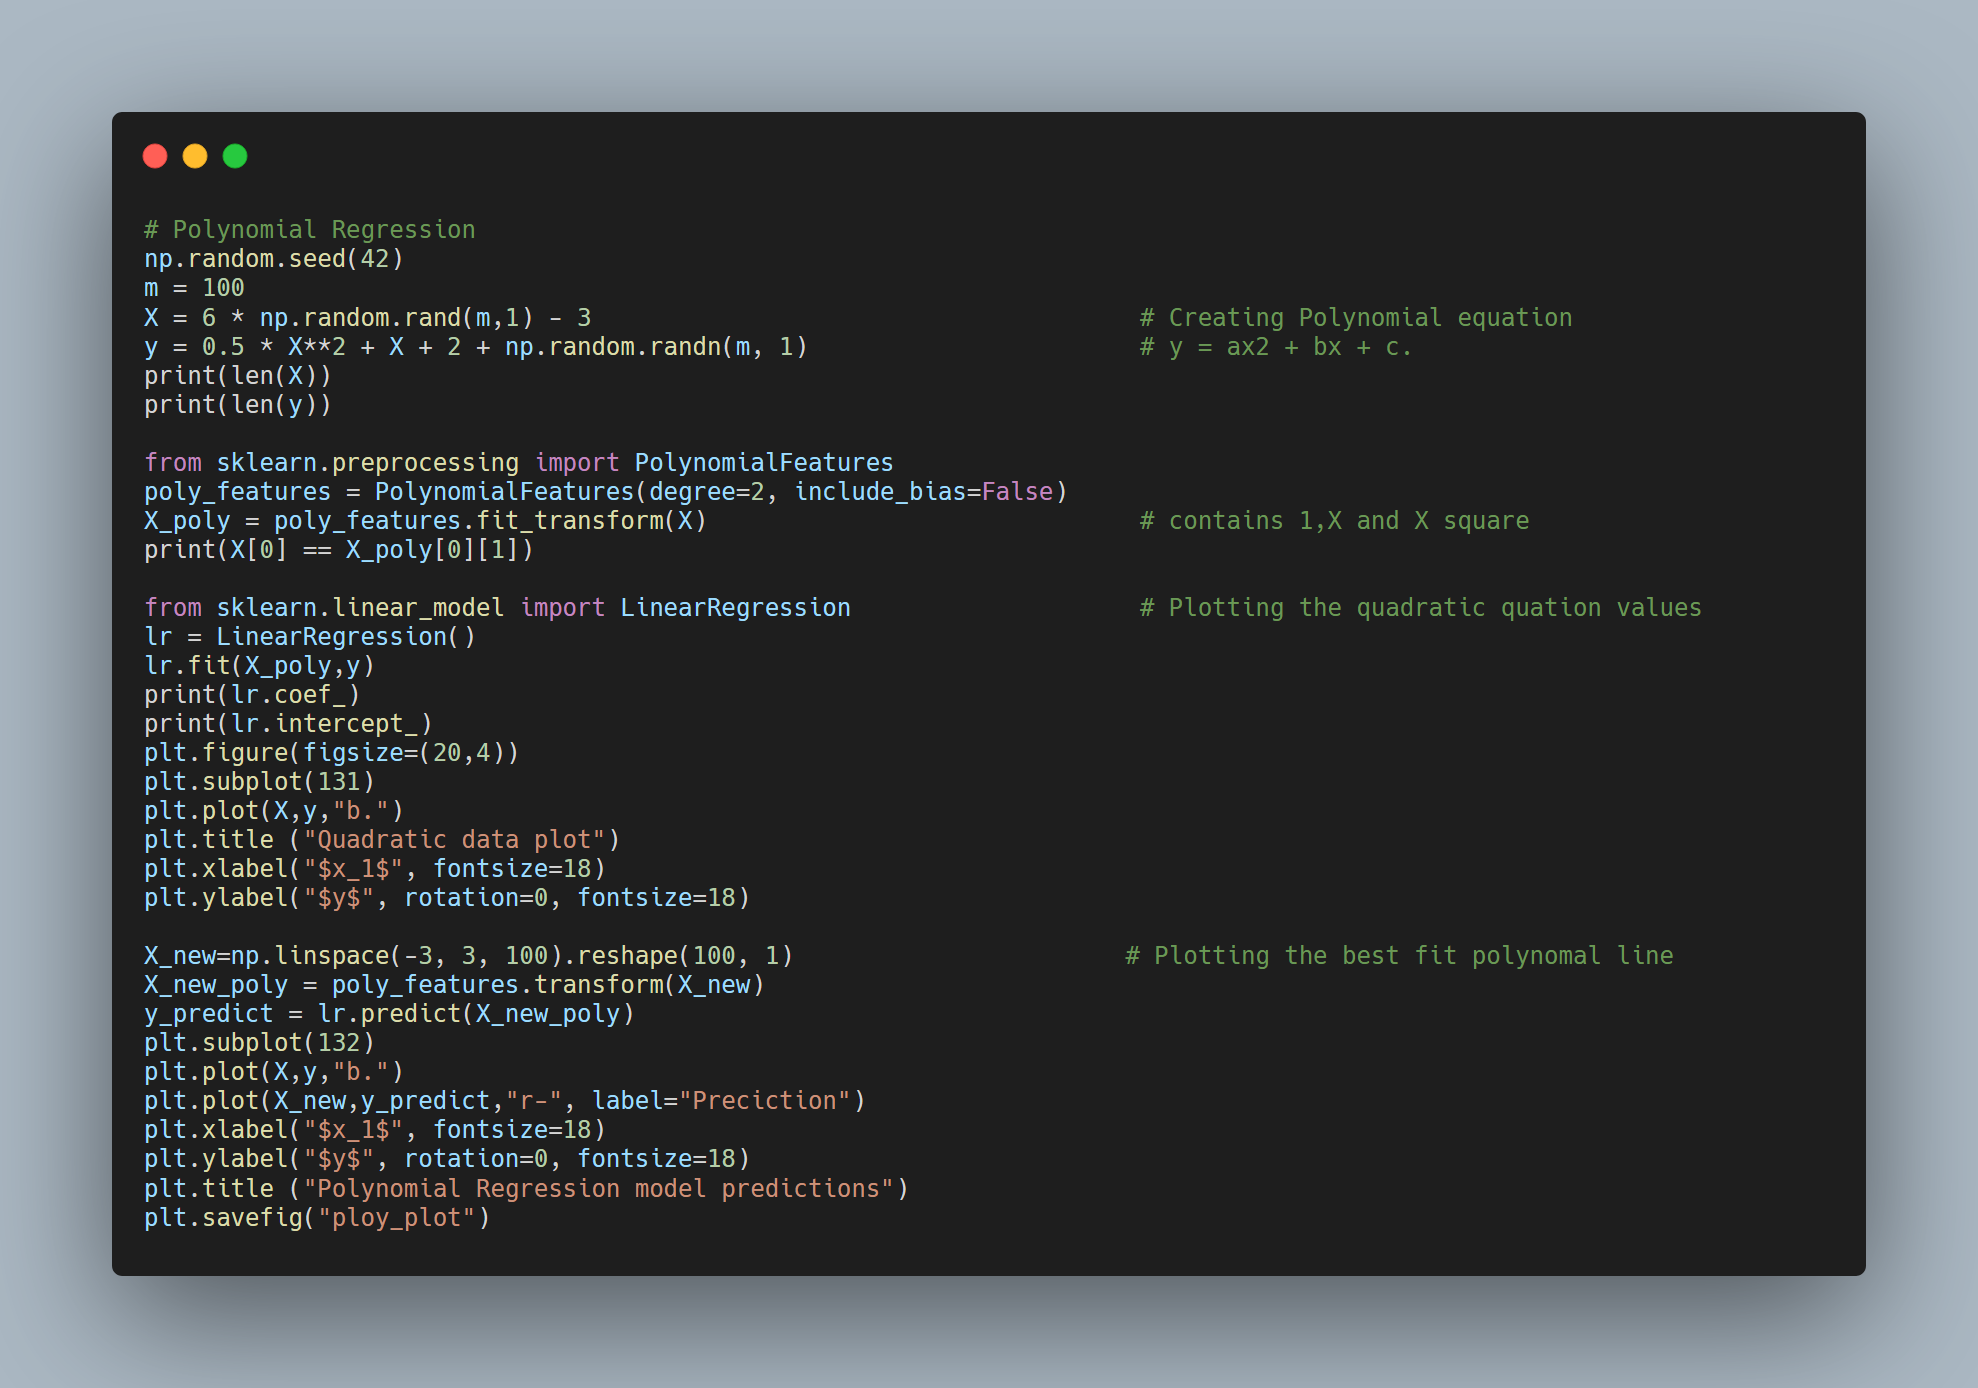 # Polynomial Regression
np.random.seed(42)
m = 100
X = 6 * np.random.rand(m,1) - 3 # Creating Polynomial equation
y = 0.5 * X**2 + X + 2 + np.random.randn(m, 1) # y = ax2 + bx + c.
print(len(X))
print(len(y))
from sklearn.preprocessing import PolynomialFeatures
poly_features = PolynomialFeatures(degree=2, include_bias=False)
X_poly = poly_features.fit_transform(X) # contains 1,X and X square
print(X[0] == X_poly[0][1])
from sklearn.linear_model import LinearRegression # Plotting the quadratic quation values
lr = LinearRegression()
lr.fit(X_poly,y)
print(lr.coef_)
print(lr.intercept_)
plt.figure(figsize=(20,4))
plt.subplot(131)
plt.plot(X,y,"b.")
plt.title ("Quadratic data plot")
plt.xlabel("$x_1$", fontsize=18)
plt.ylabel("$y$", rotation=0, fontsize=18)
X_new=np.linspace(-3, 3, 100).reshape(100, 1) # Plotting the best fit polynomal line
X_new_poly = poly_features.transform(X_new)
y_predict = lr.predict(X_new_poly)
plt.subplot(132)
plt.plot(X,y,"b.")
plt.plot(X_new,y_predict,"r-", label="Preciction")
plt.xlabel("$x_1$", fontsize=18)
plt.ylabel("$y$", rotation=0, fontsize=18)
plt.title ("Polynomial Regression model predictions")
plt.savefig("ploy_plot")